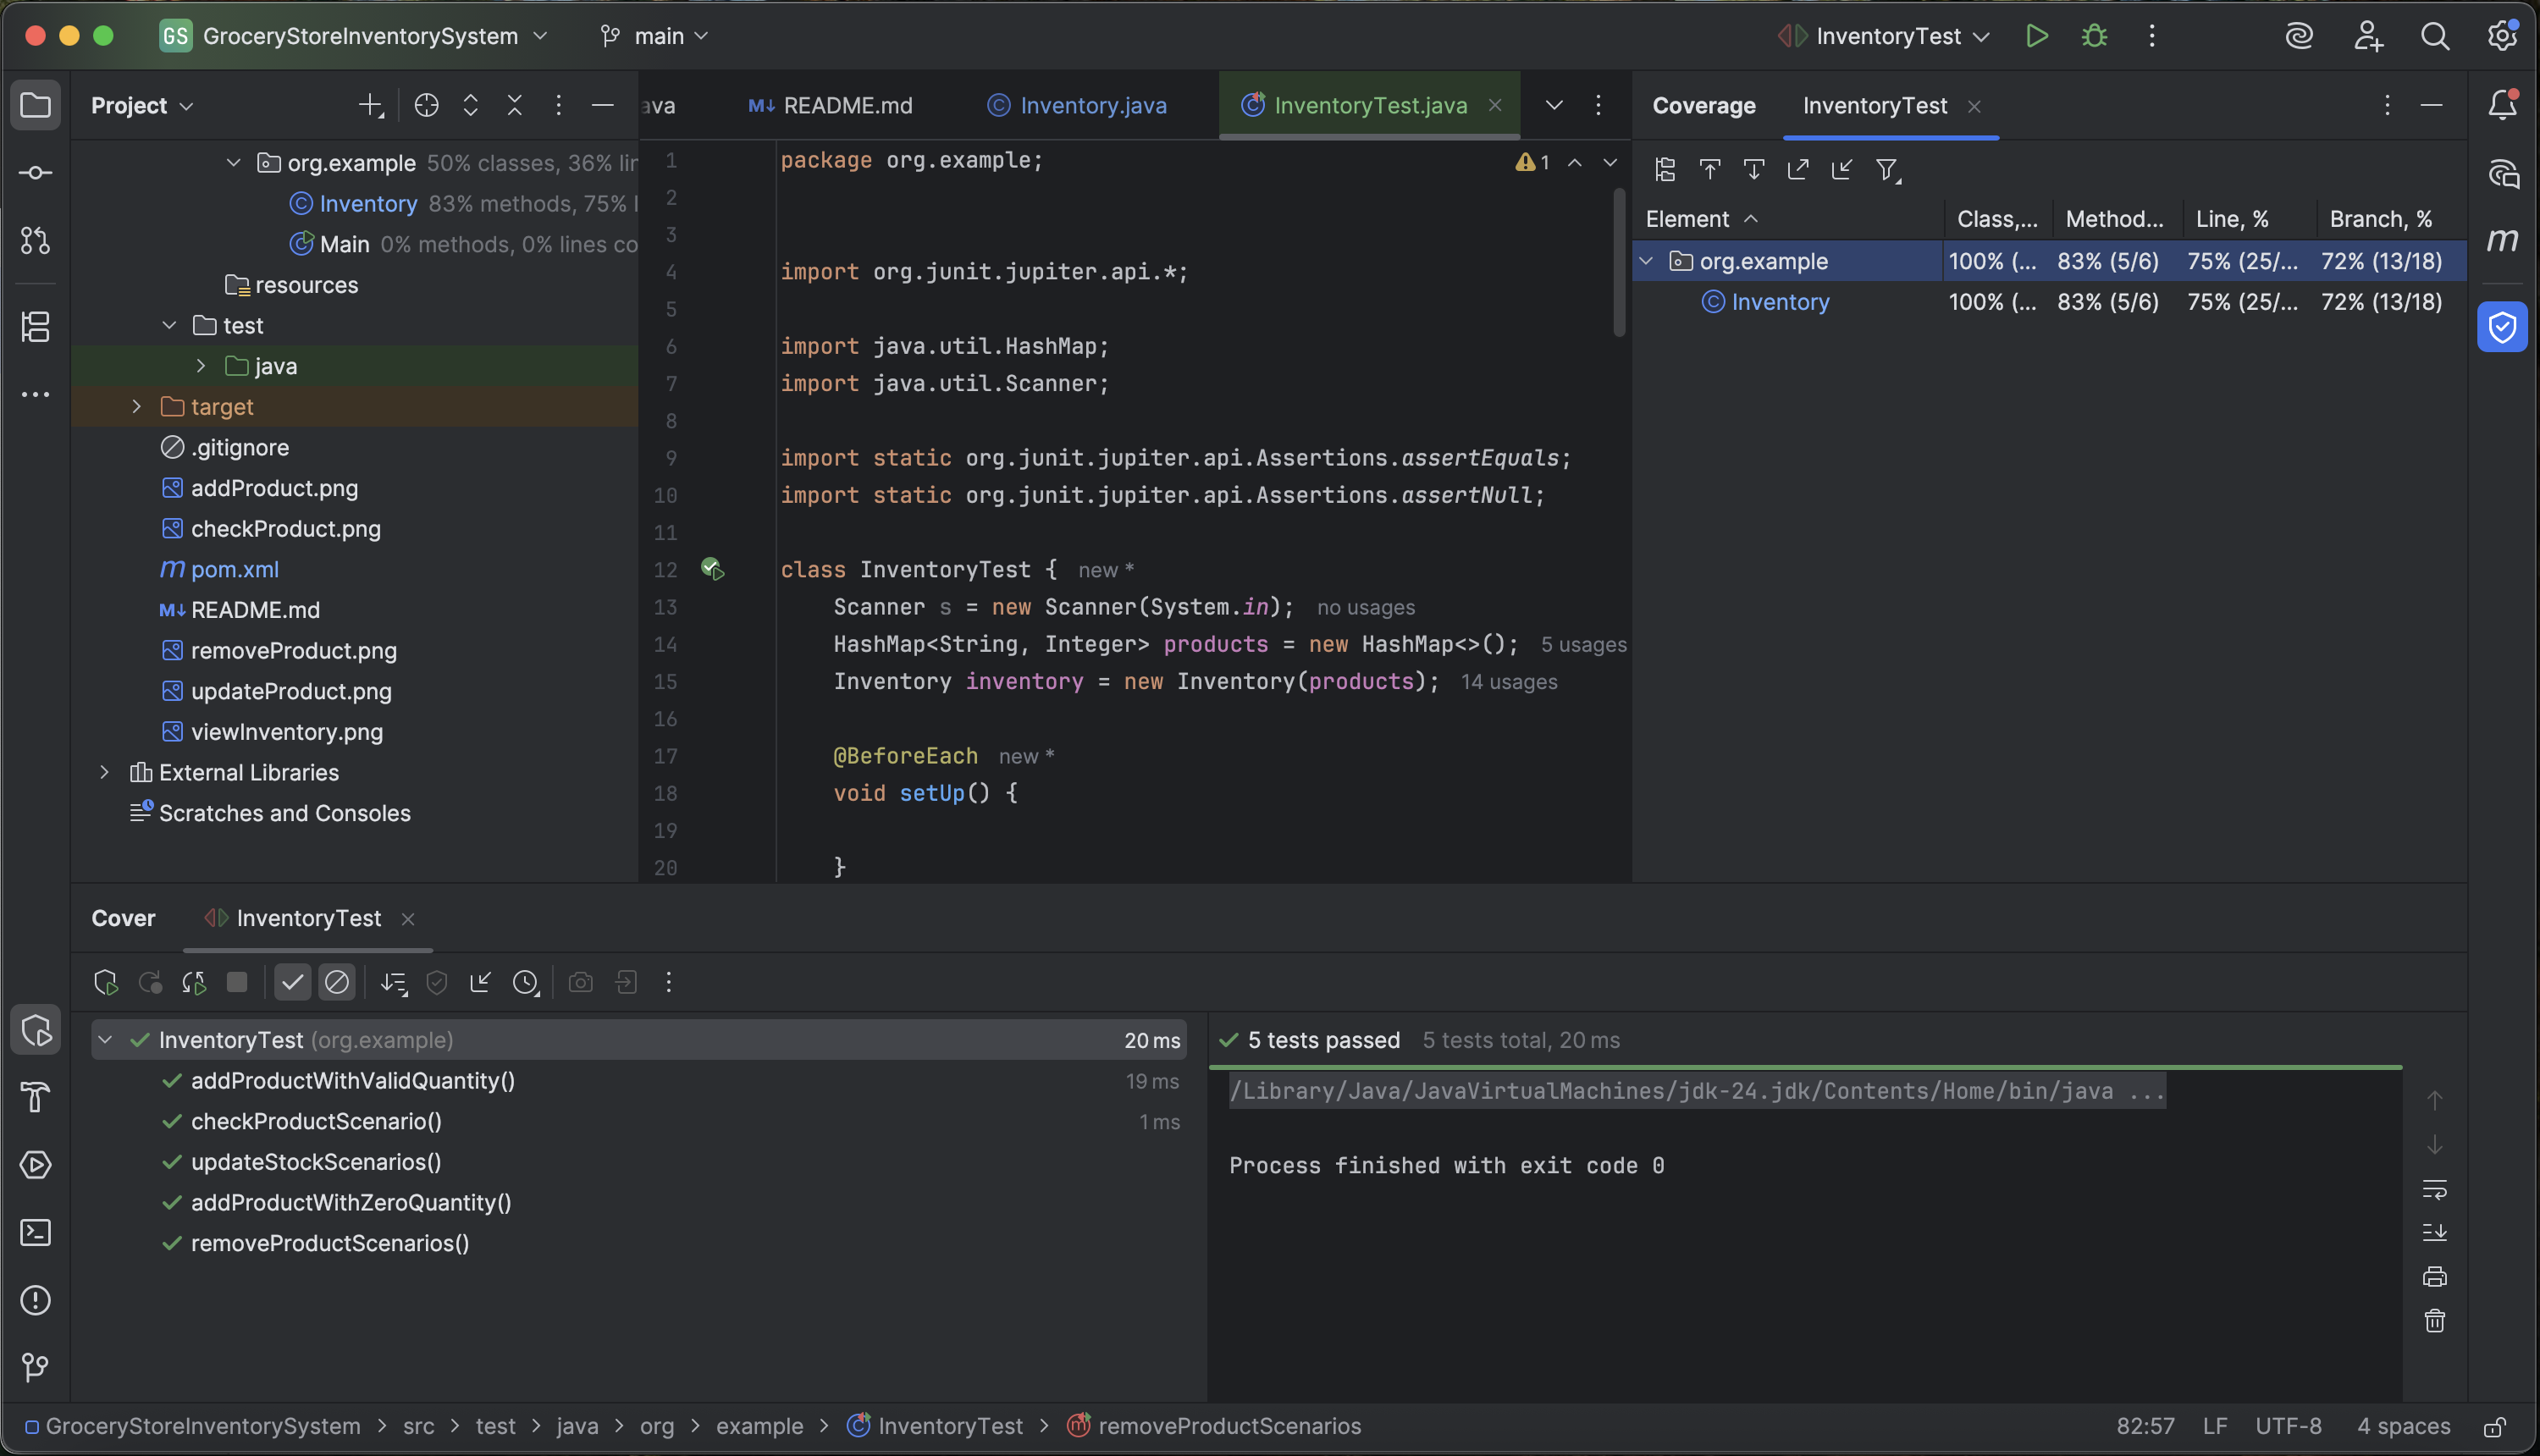 GS GroceryStoreInventorySystem main InventoryTest
Project
ava README.md Inventory.java InventoryTest.java
Coverage InventoryTest
org.example 50% classes, 36% lin
Inventory 83% methods, 75% l
Main 0% methods, 0% lines co
resources
test
java
target
.gitignore
addProduct.png
checkProduct.png
pom.xml
README.md
removeProduct.png
updateProduct.png
viewInventory.png
External Libraries
Scratches and Consoles
1 package org.example;
2
3
4 import org.junit.jupiter.api.*;
5
6 import java.util.HashMap;
7 import java.util.Scanner;
8
9 import static org.junit.jupiter.api.Assertions.assertEquals;
10 import static org.junit.jupiter.api.Assertions.assertNull;
11
12 class InventoryTest { new *
13 Scanner s = new Scanner(System.in); no usages
14 HashMap<String, Integer> products = new HashMap<>(); 5 usages
15 Inventory inventory = new Inventory(products); 14 usages
16
17 @BeforeEach new *
18 void setUp() {
19
20 }
1
Element Class,... Method... Line, % Branch, %
org.example 100% (... 83% (5/6) 75% (25/... 72% (13/18)
Inventory 100% (... 83% (5/6) 75% (25/... 72% (13/18)
Cover InventoryTest
InventoryTest (org.example) 20 ms
addProductWithValidQuantity() 19 ms
checkProductScenario() 1 ms
updateStockScenarios()
addProductWithZeroQuantity()
removeProductScenarios()
5 tests passed 5 tests total, 20 ms
/Library/Java/JavaVirtualMachines/jdk-24.jdk/Contents/Home/bin/java ...
Process finished with exit code 0
GroceryStoreInventorySystem > src > test > java > org > example > InventoryTest > removeProductScenarios
82:57 LF UTF-8 4 spaces